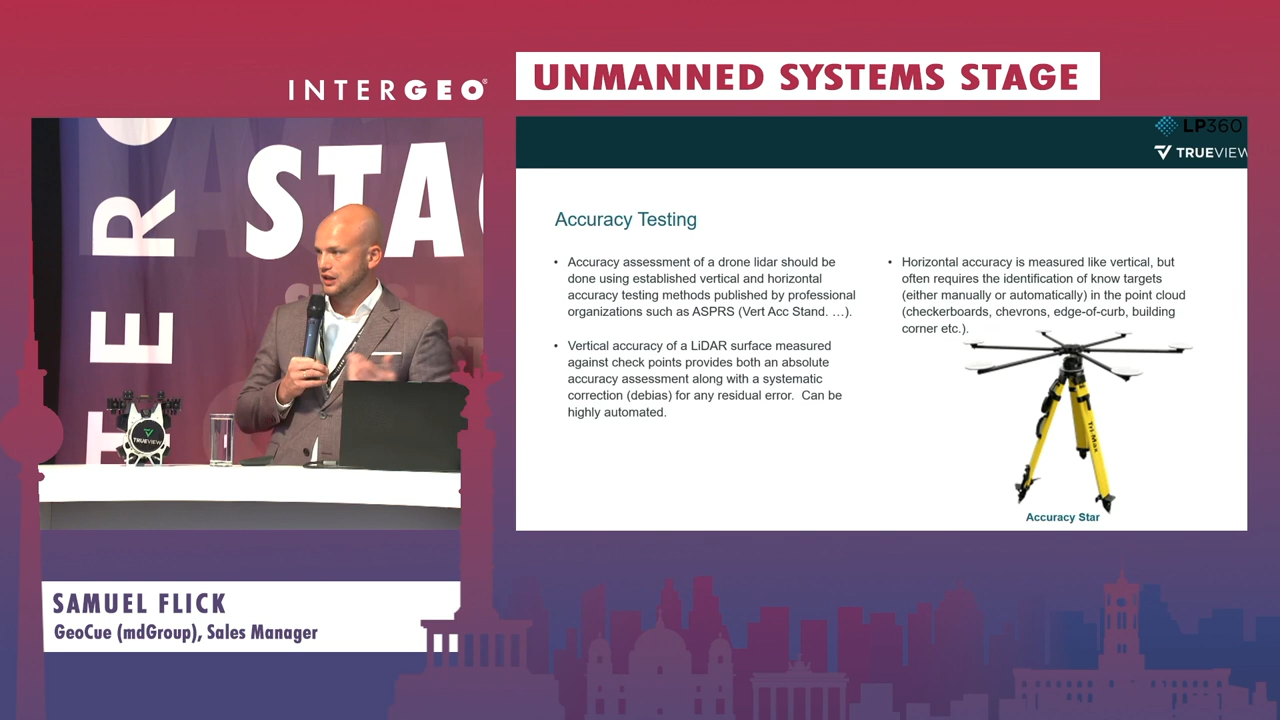 INTERGEO®
UNMANNED SYSTEMS STAGE
LP360
TRUEVIEW
STAG
TERG
TRUEVIEW
Accuracy Testing
• Accuracy assessment of a drone lidar should be
done using established vertical and horizontal
accuracy testing methods published by professional
organizations such as ASPRS (Vert Acc Stand. …).
• Vertical accuracy of a LiDAR surface measured
against check points provides both an absolute
accuracy assessment along with a systematic
correction (debias) for any residual error. Can be
highly automated.
• Horizontal accuracy is measured like vertical, but
often requires the identification of know targets
(either manually or automatically) in the point cloud
(checkerboards, chevrons, edge-of-curb, building
corner etc.).
Tri-Max
Accuracy Star
SAMUEL FLICK
GeoCue (mdGroup), Sales Manager